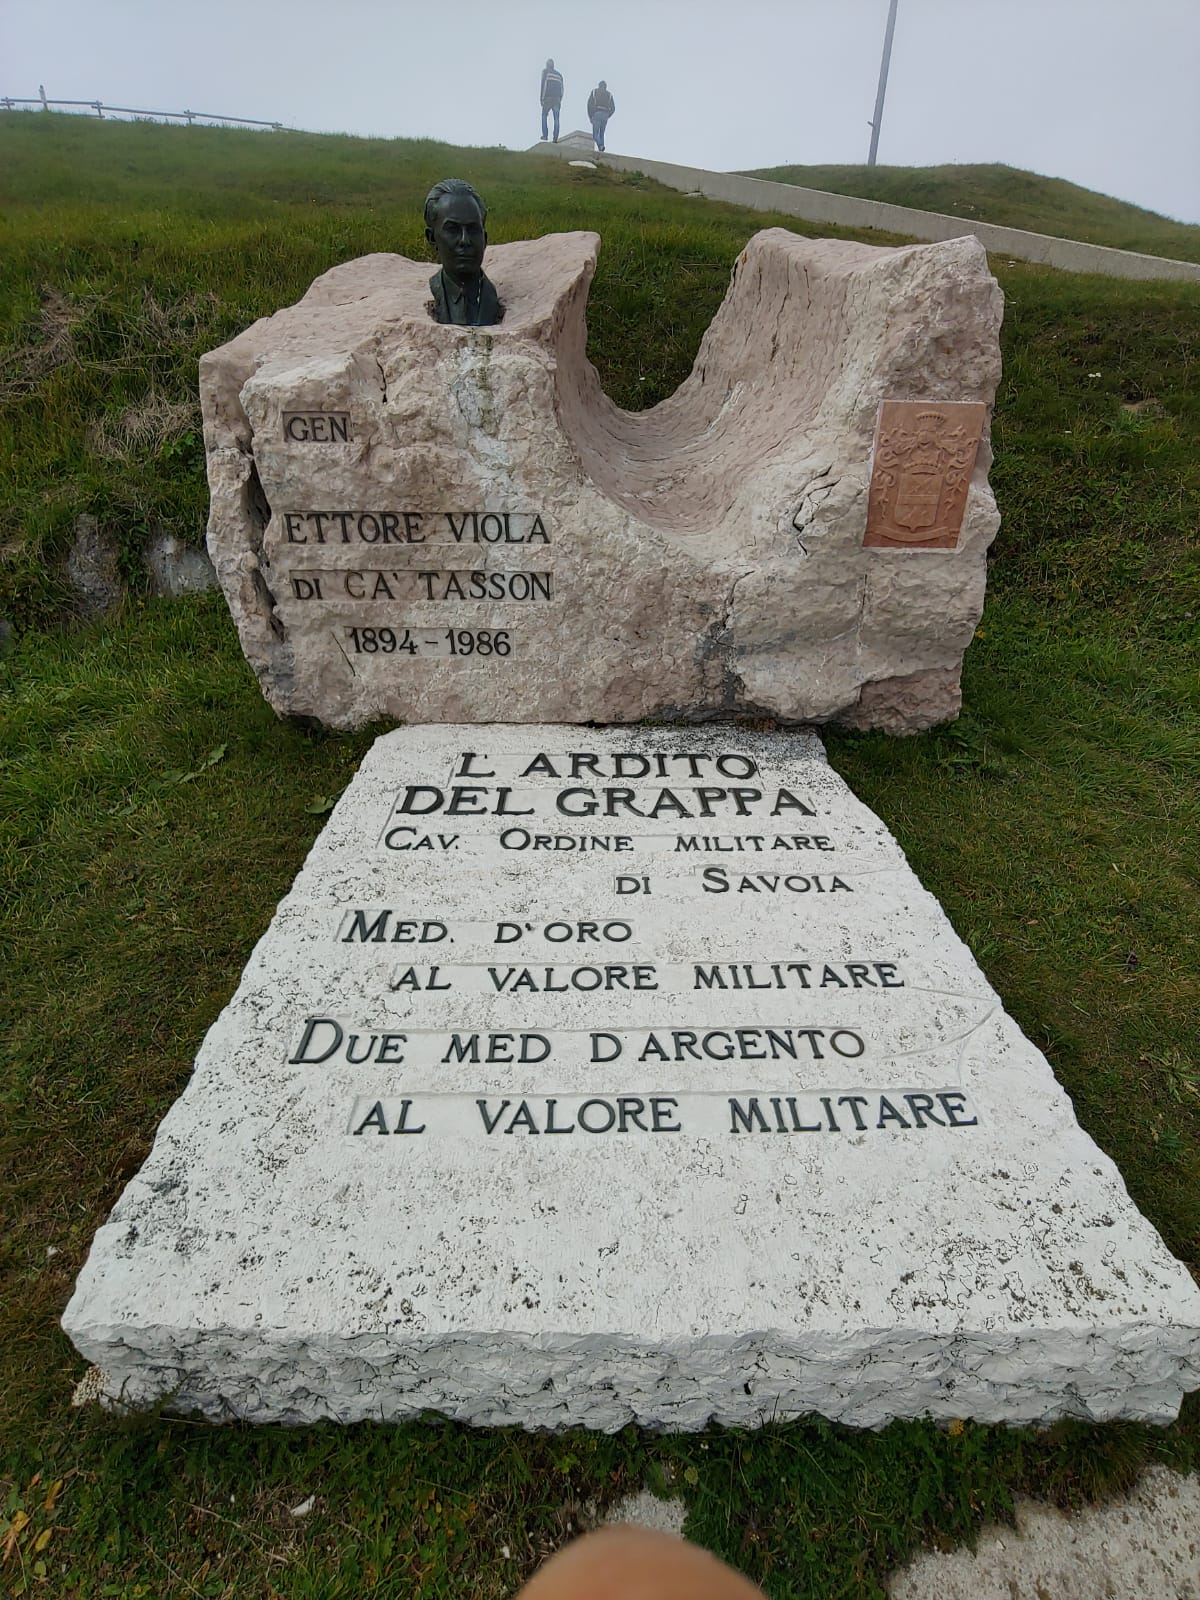 GEN.
ETTORE VIOLA
DI CA' TASSON
1894-1986
L' ARDITO
DEL GRAPPA
CAV. ORDINE MILITARE
DI SAVOIA
MED. D'ORO
AL VALORE MILITARE
DUE MED D'ARGENTO
AL VALORE MILITARE